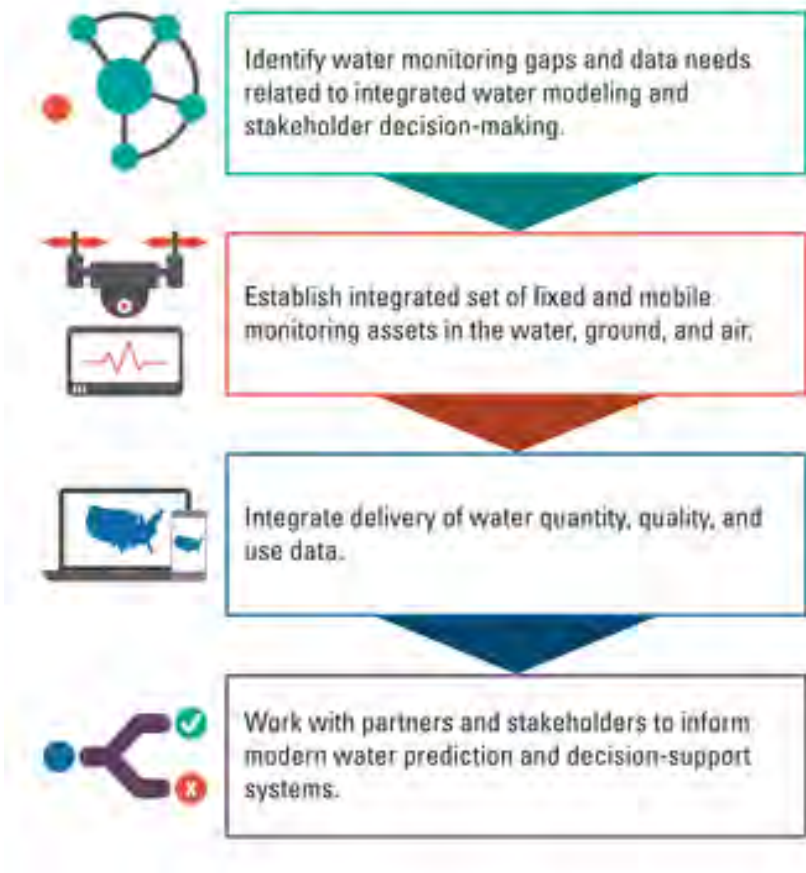 Identify water monitoring gaps and data needs
related to integrated water modeling and
stakeholder decision-making.
Establish integrated set of fixed and mobile
monitoring assets in the water, ground, and air.
Integrate delivery of water quantity, quality, and
use data.
Work with partners and stakeholders to inform
modern water prediction and decision-support
systems.